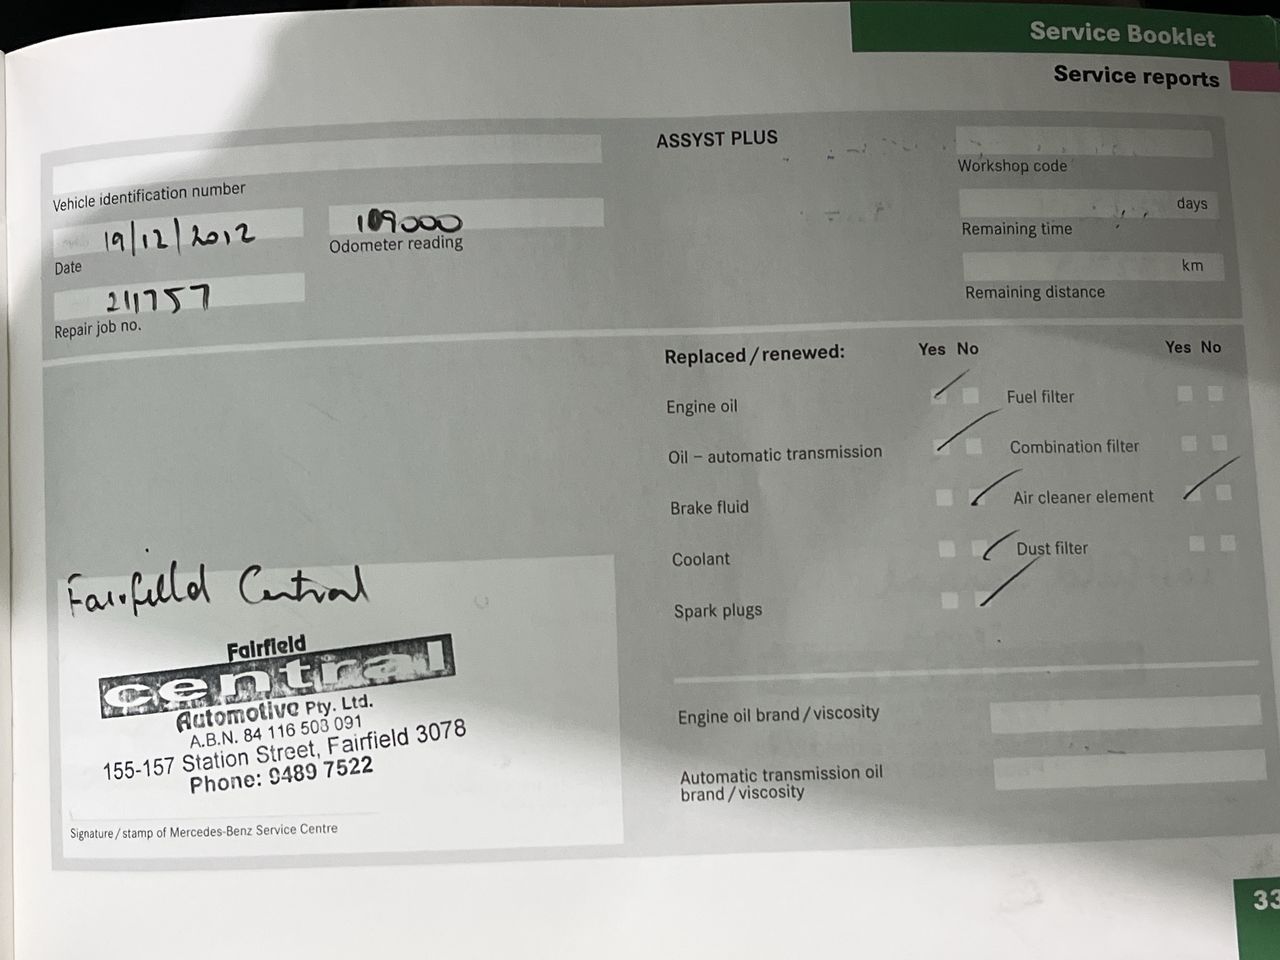 Service Booklet
Service reports
Vehicle identification number
19/12/2012
Date
109000
Odometer reading
211757
Repair job no.
ASSYST PLUS
Workshop code
days
Remaining time
km
Remaining distance
Replaced/renewed: Yes No Yes No
Engine oil Fuel filter
Oil – automatic transmission Combination filter
Brake fluid Air cleaner element
Coolant Dust filter
Spark plugs
Fairfield Central
Fairfield
central
Automotive Pty. Ltd.
A.B.N. 84 116 503 091
155-157 Station Street, Fairfield 3078
Phone: 9489 7522
Signature/stamp of Mercedes-Benz Service Centre
Engine oil brand/viscosity
Automatic transmission oil
brand/viscosity
33